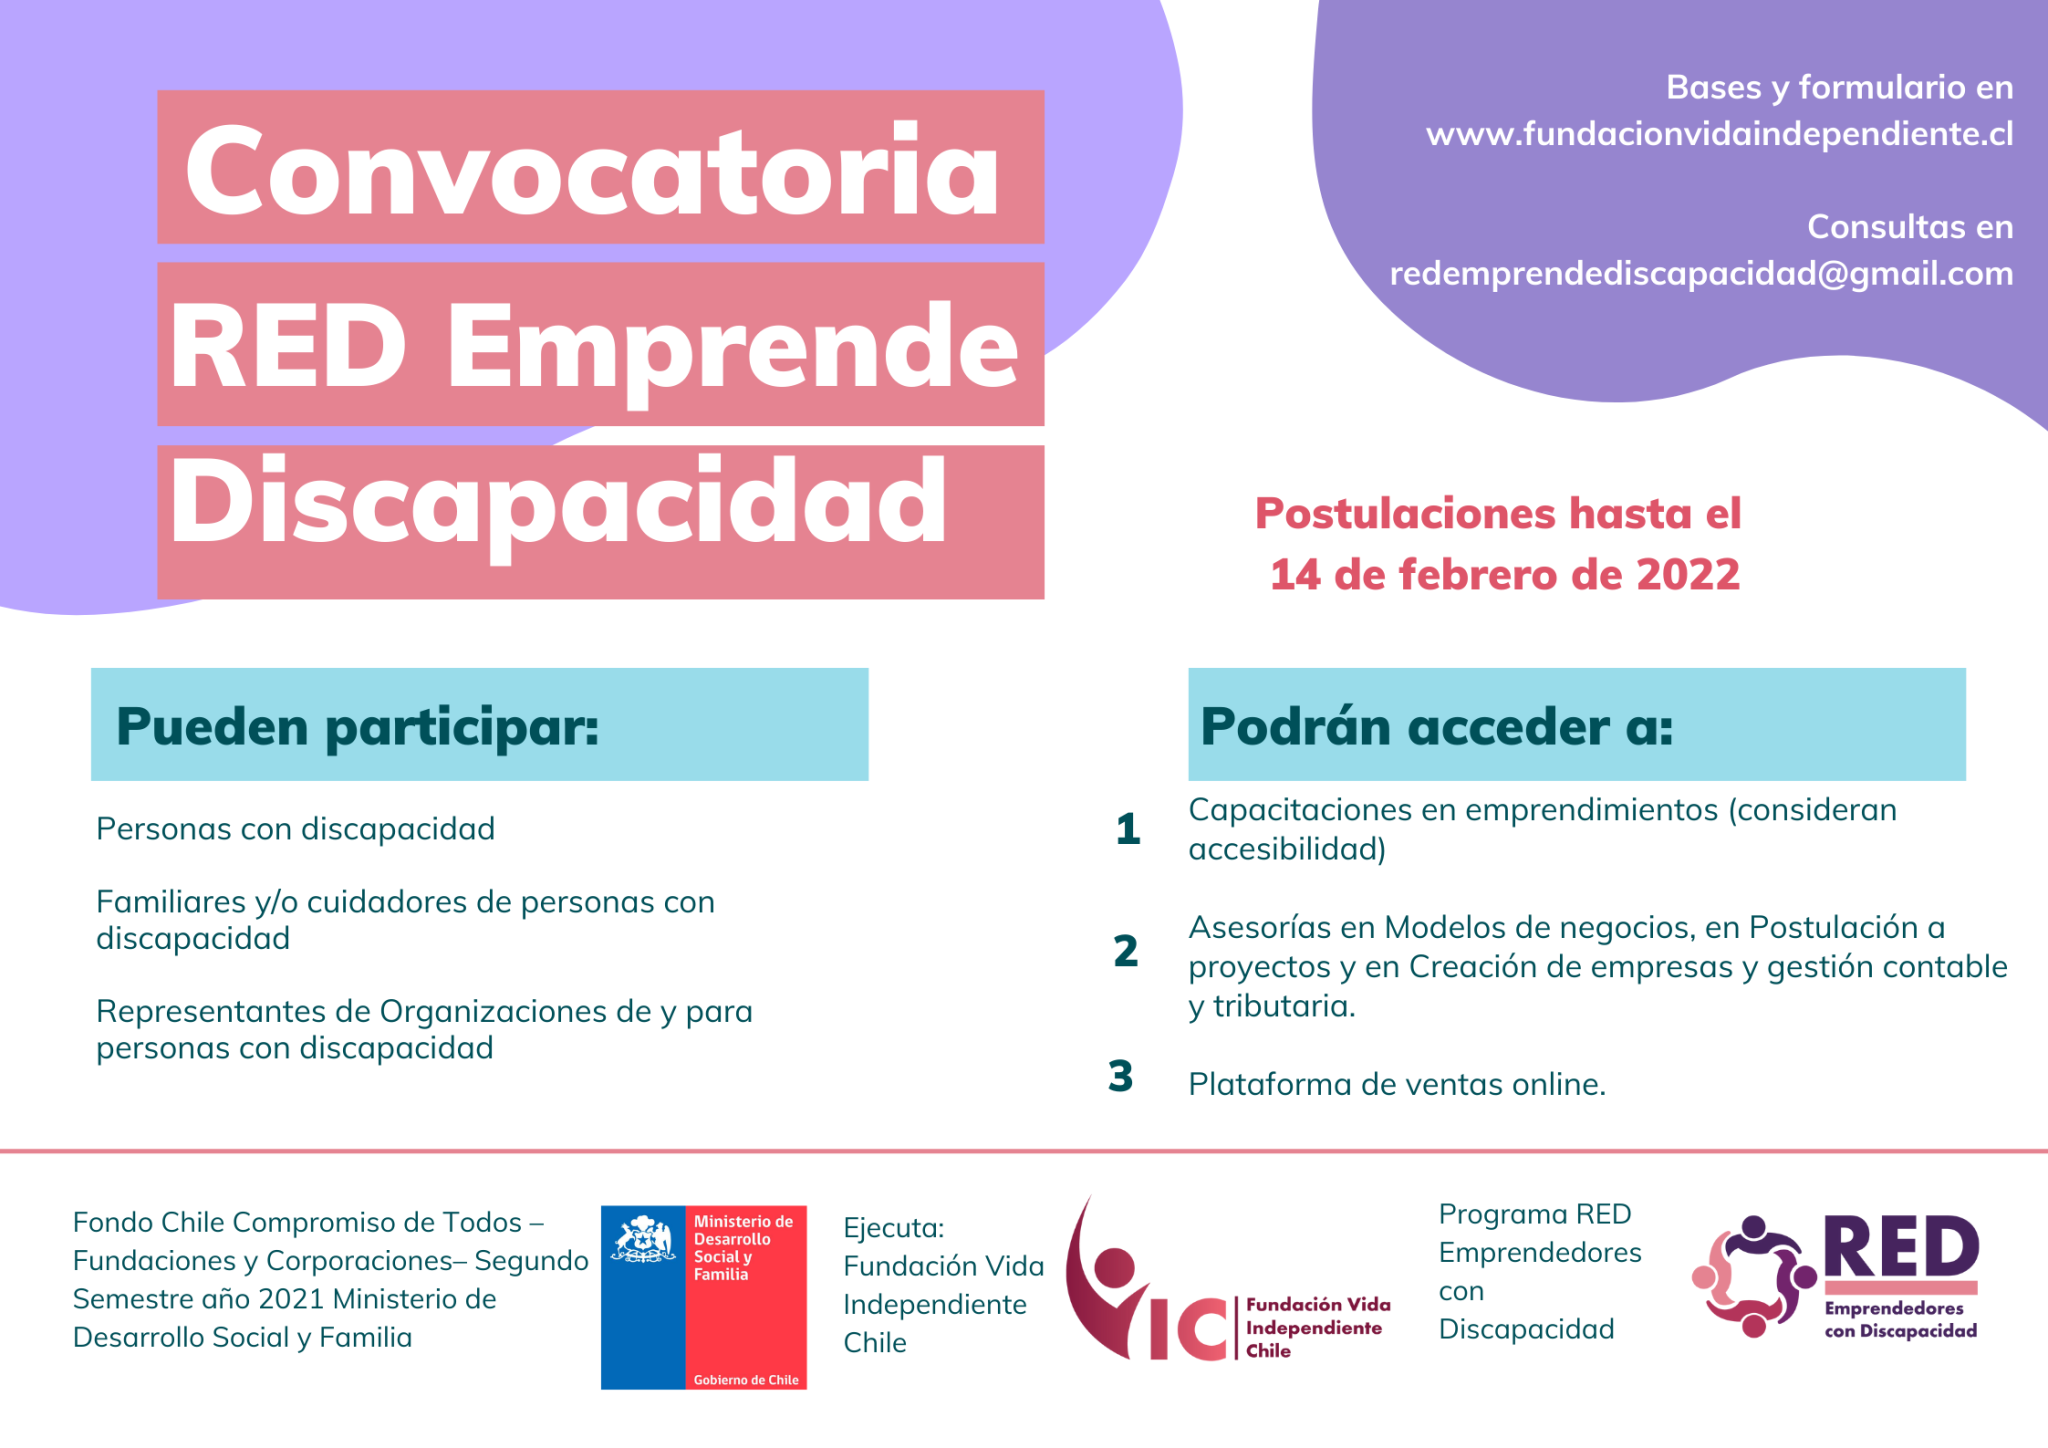 Convocatoria
RED Emprende
Discapacidad
Bases y formulario en
www.fundacionvidaindependiente.cl
Consultas en
redemprendediscapacidad@gmail.com
Postulaciones hasta el
14 de febrero de 2022
Pueden participar:
Personas con discapacidad
Familiares y/o cuidadores de personas con
discapacidad
Representantes de Organizaciones de y para
personas con discapacidad
Podrán acceder a:
1 Capacitaciones en emprendimientos (consideran
accesibilidad)
2 Asesorías en Modelos de negocios, en Postulación a
proyectos y en Creación de empresas y gestión contable
y tributaria.
3 Plataforma de ventas online.
Fondo Chile Compromiso de Todos –
Fundaciones y Corporaciones– Segundo
Semestre año 2021 Ministerio de
Desarrollo Social y Familia
Ministerio de
Desarrollo
Social y
Familia
Gobierno de Chile
Ejecuta:
Fundación Vida
Independiente
Chile
VIC
Fundación Vida
Independiente
Chile
Programa RED
Emprendedores
con
Discapacidad
RED
Emprendedores
con Discapacidad